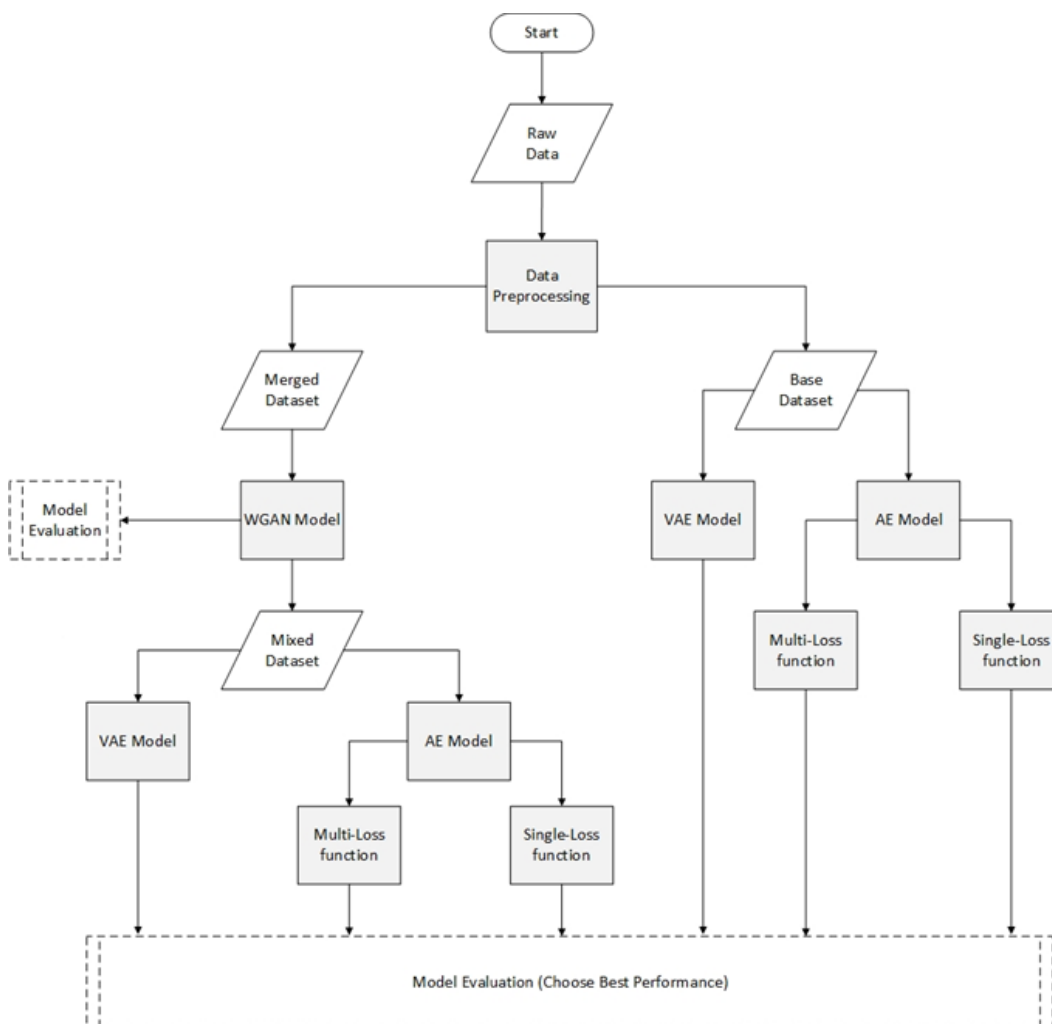 Start
Raw
Data
Data
Preprocessing
Merged
Dataset
Base
Dataset
Model
Evaluation
WGAN Model
VAE Model
AE Model
Mixed
Dataset
Multi-Loss
function
Single-Loss
function
VAE Model
AE Model
Multi-Loss
function
Single-Loss
function
Model Evaluation (Choose Best Performance)